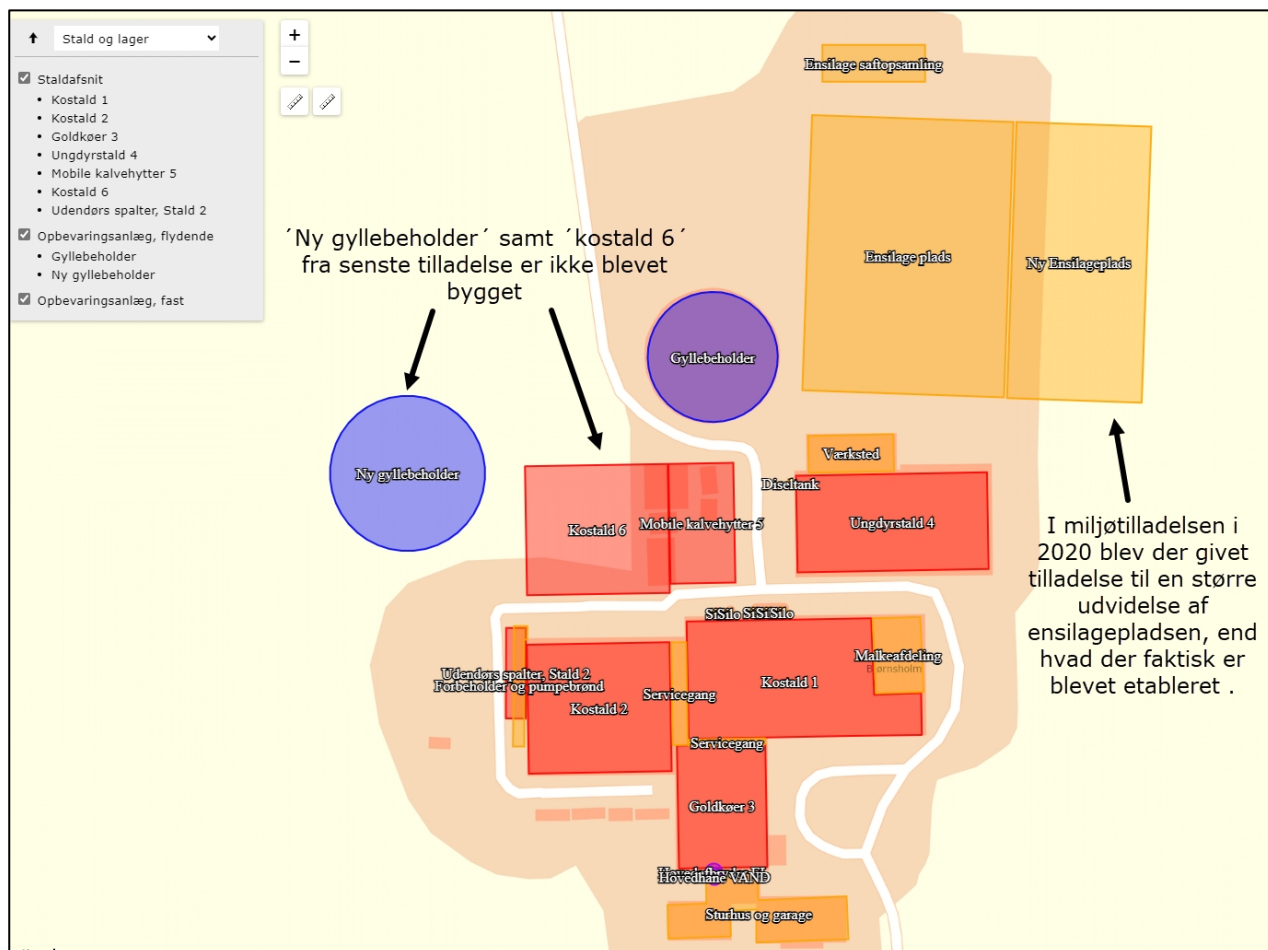 Stald og lager
Staldafsnit
Kostald 1
Kostald 2
Goldkøer 3
Ungdyrstald 4
Mobile kalvehytter 5
Kostald 6
Udendørs spalter, Stald 2
Opbevaringsanlæg, flydende
Gyllebeholder
Ny gyllebeholder
Opbevaringsanlæg, fast
+
−
Ensilage saftopsamling
´Ny gyllebeholder´ samt ´kostald 6´
fra senste tilladelse er ikke blevet
bygget
Ensilage plads
Ny Ensilageplads
Gyllebeholder
Ny gyllebeholder
Værksted
Diseltank
Kostald 6
Mobile kalvehytter 5
Ungdyrstald 4
I miljøtilladelsen i
2020 blev der givet
tilladelse til en større
udvidelse af
ensilagepladsen, end
hvad der faktisk er
blevet etableret .
SiSilo SiSiSilo
Malkeafdeling
Bjørnsholm
Udendørs spalter, Stald 2
Forbeholder og pumpebrønd
Kostald 1
Servicegang
Kostald 2
Servicegang
Goldkøer 3
Hovedhane VAND
Sturhus og garage